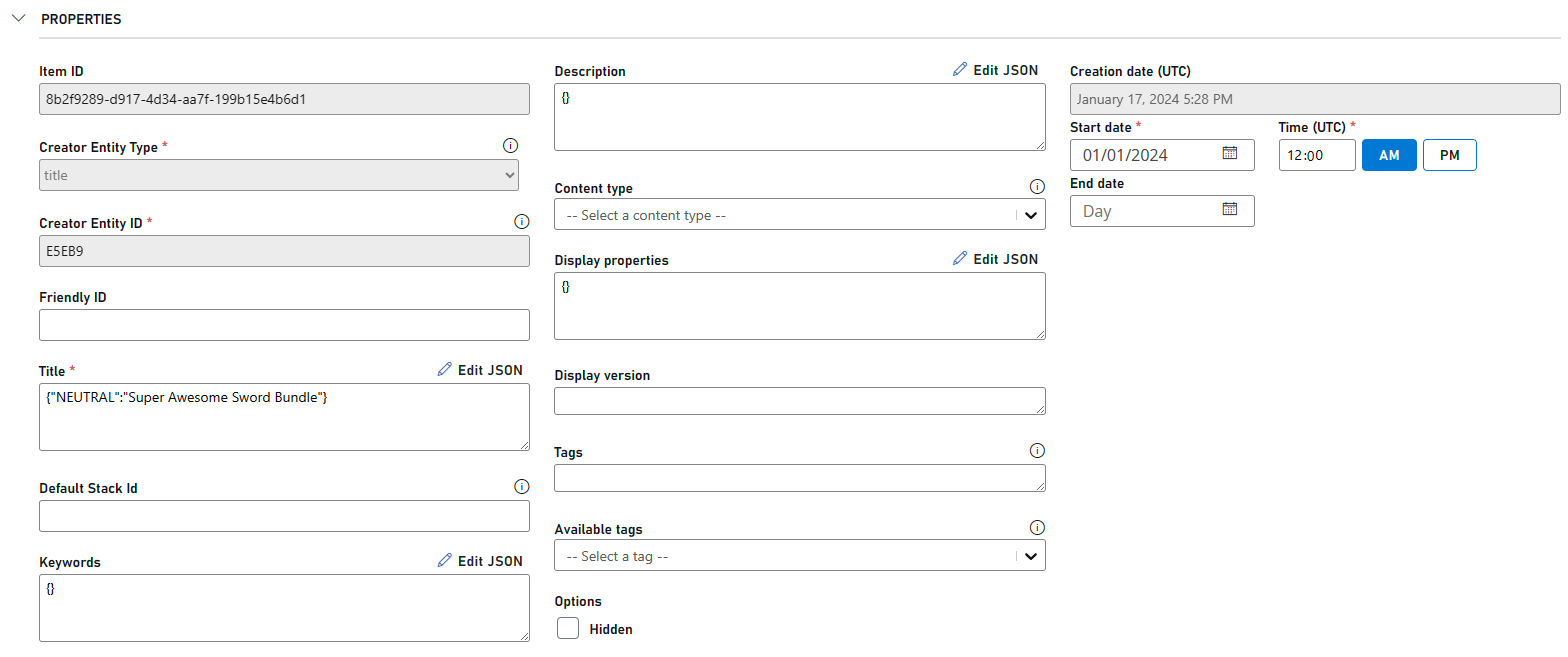 PROPERTIES
Item ID
8b2f9289-d917-4d34-aa7f-199b15e4b6d1
Creator Entity Type *
title
Creator Entity ID *
E5EB9
Friendly ID
Title *
Edit JSON
{"NEUTRAL":"Super Awesome Sword Bundle"}
Default Stack Id
Keywords
Edit JSON
{}
Description
Edit JSON
{}
Content type
-- Select a content type --
Display properties
Edit JSON
{}
Display version
Tags
Available tags
-- Select a tag --
Options
Hidden
Creation date (UTC)
January 17, 2024 5:28 PM
Start date *
Time (UTC) *
01/01/2024
12:00
AM
PM
End date
Day